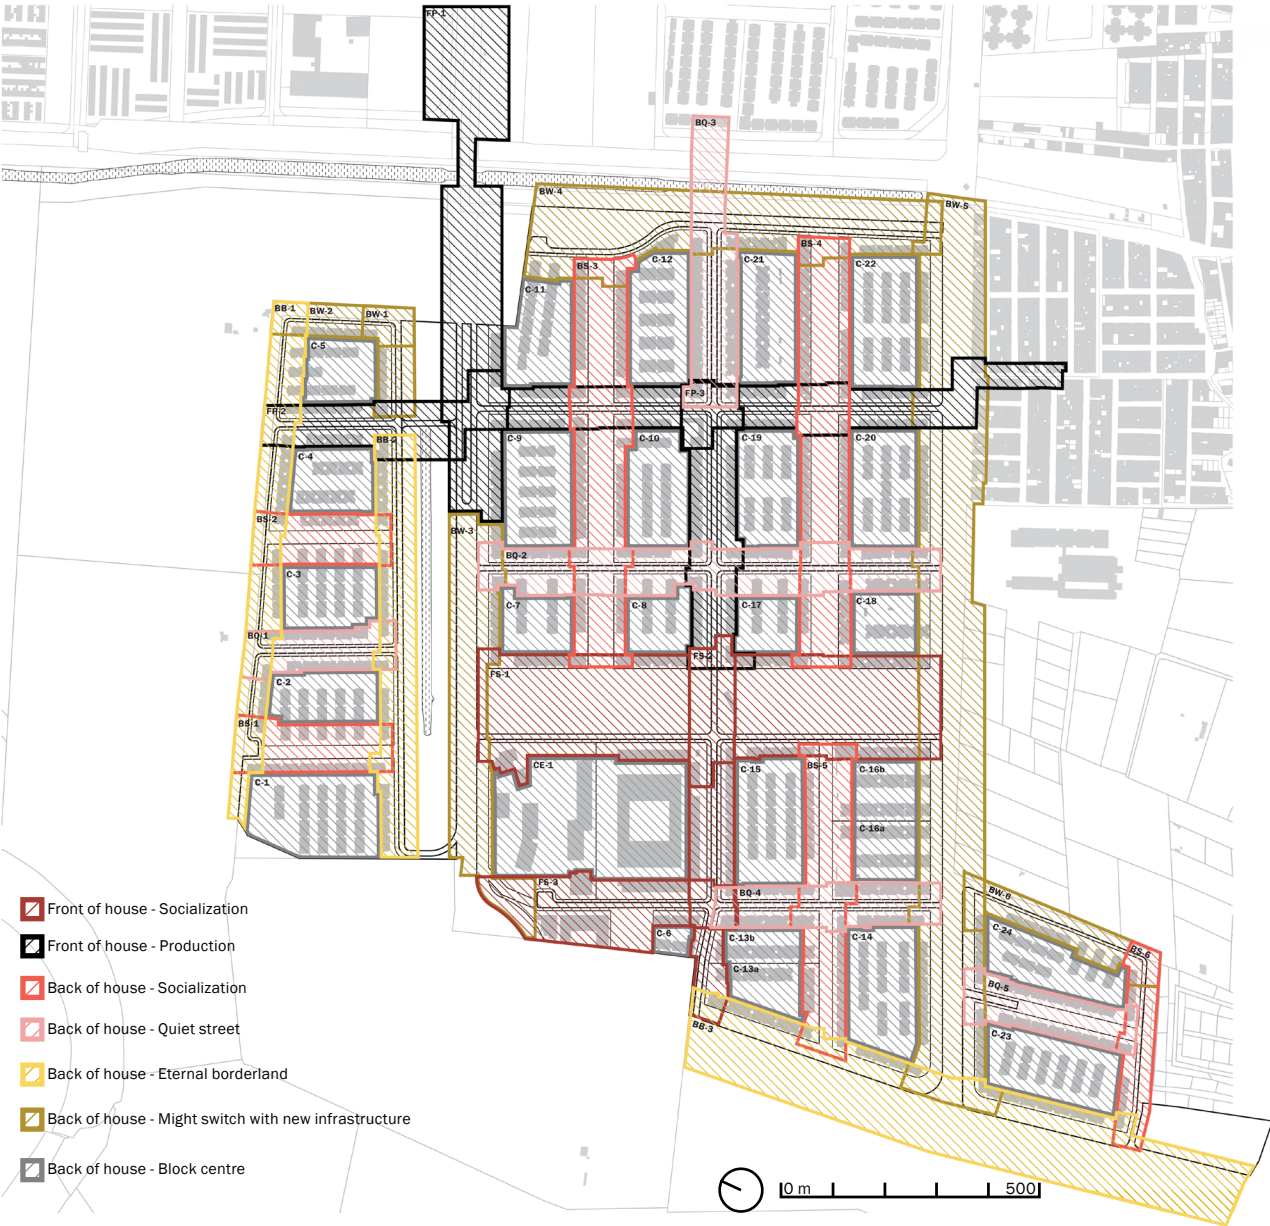 FP-1
BQ-3
BW-4
BW-5
BS-4
C-12
C-21
BS-3
C-22
C-11
BB-1
BW-2
BW-1
C-5
FP-3
FP-2
BB-2
C-9
C-10
C-19
C-20
C-4
BS-2
BW-3
BQ-2
C-3
C-7
C-8
C-17
C-18
BQ-1
FS-2
FS-1
C-2
BS-1
CE-1
C-15
BS-5
C-16b
C-1
C-16a
FS-3
BQ-4
BW-6
C-6
C-13b
C-14
C-24
BS-6
C-13a
BQ-5
BB-3
C-23
Front of house - Socialization
Front of house - Production
Back of house - Socialization
Back of house - Quiet street
Back of house - Eternal borderland
Back of house - Might switch with new infrastructure
Back of house - Block centre
0 m 500